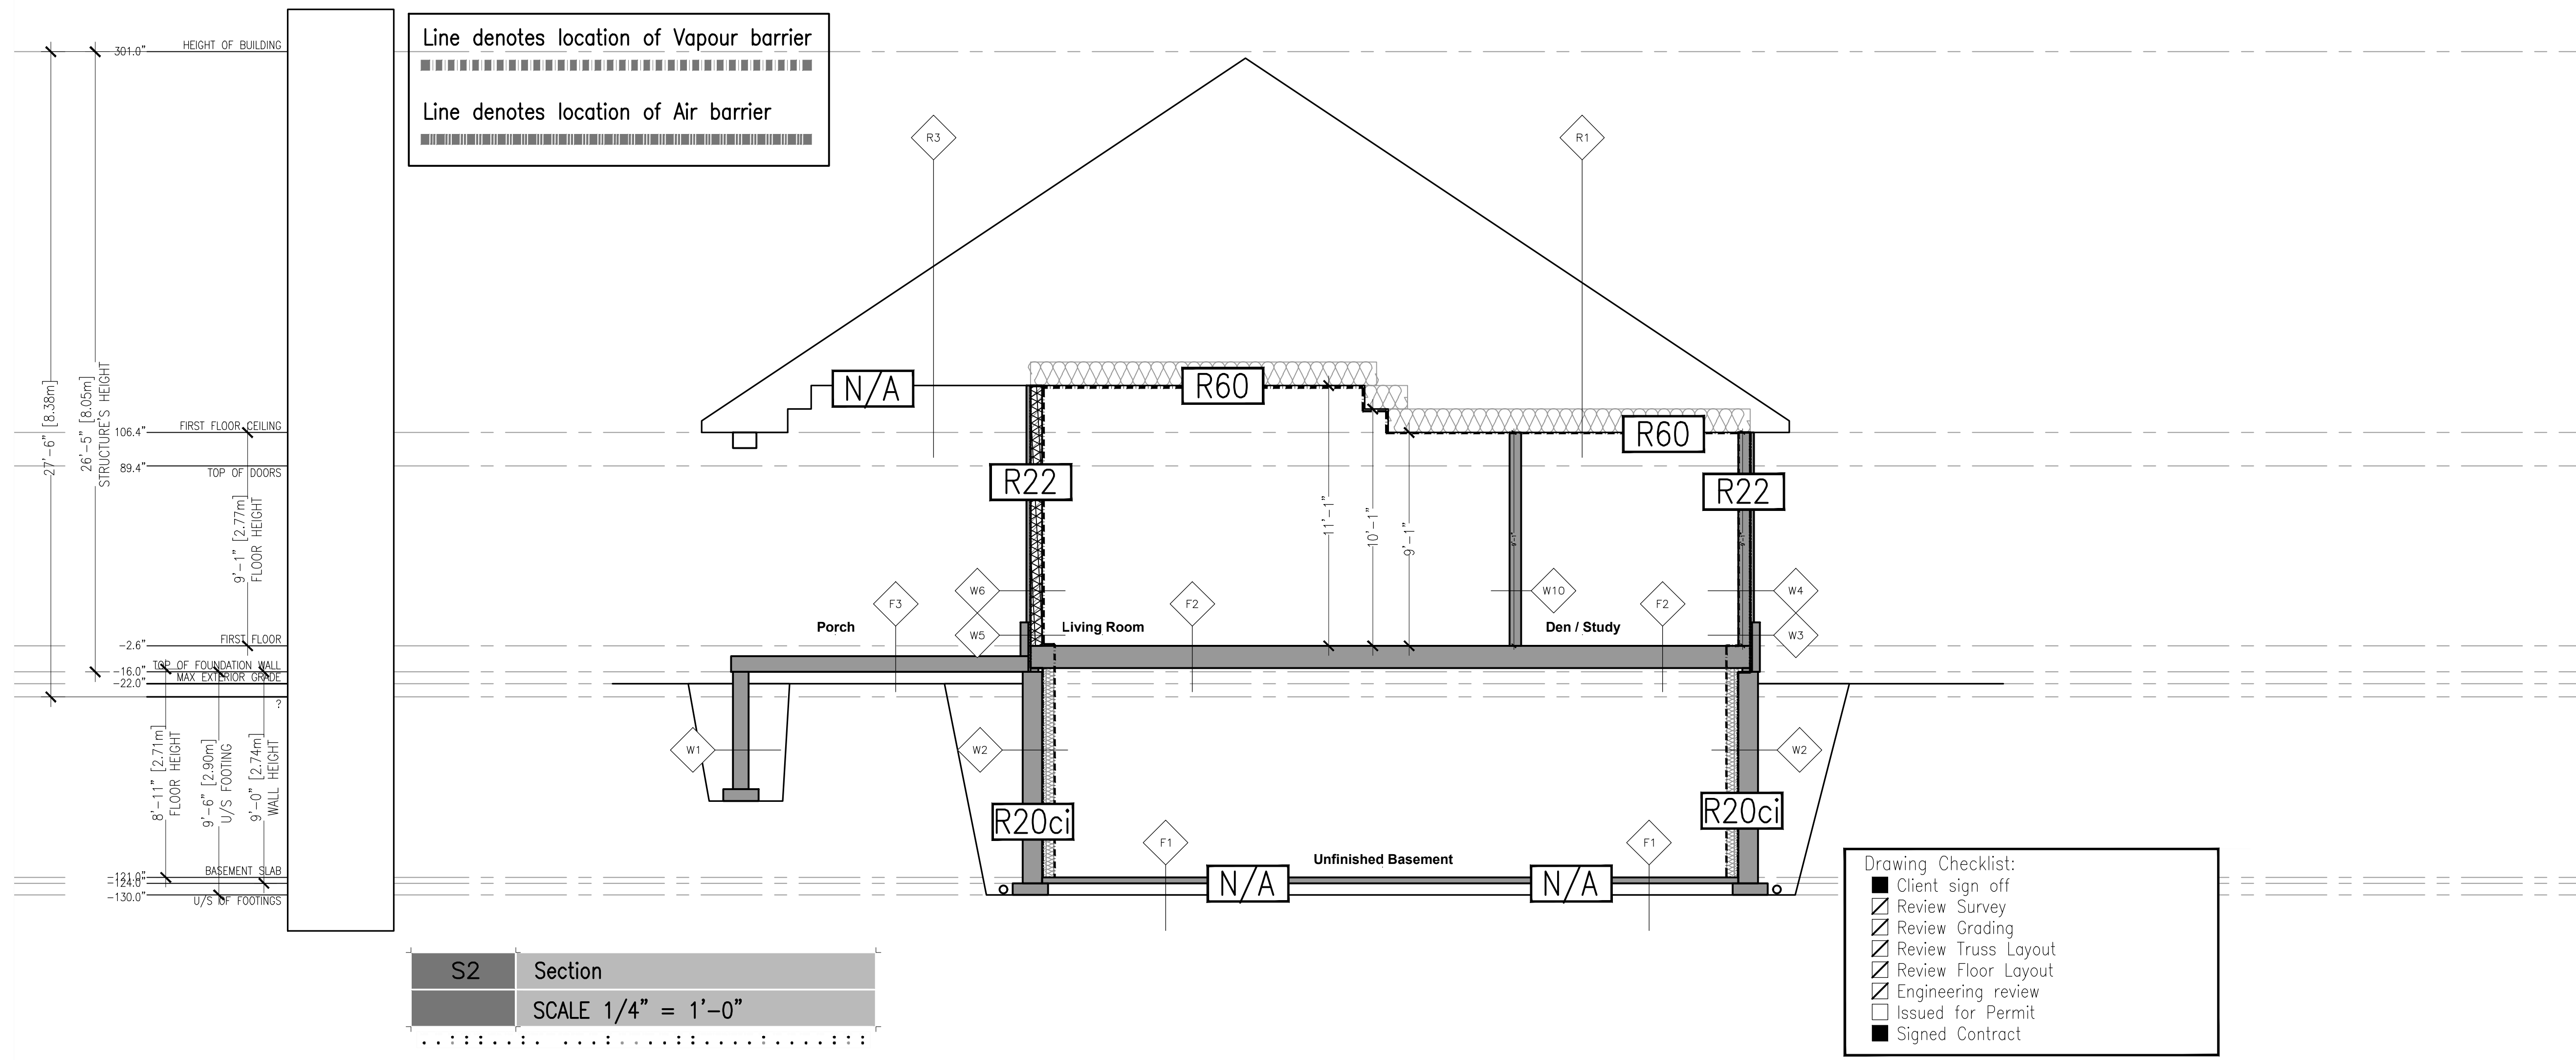 HEIGHT OF BUILDING
301.0"
Line denotes location of Vapour barrier
Line denotes location of Air barrier
R3
R1
27'-6" [8.38m]
26'-5" [8.05m]
STRUCTURE'S HEIGHT
N/A
R60
R60
FIRST FLOOR CEILING
106.4"
89.4"
TOP OF DOORS
9'-1" [2.77m]
FLOOR HEIGHT
R22
R22
11'-1"
10'-1"
9'-1"
9'-1"
9'-1"
W6
W10
W4
F3
F2
F2
Porch
W5
Living Room
Den / Study
W3
FIRST FLOOR
-2.6"
TOP OF FOUNDATION WALL
-16.0"
MAX EXTERIOR GRADE
-22.0"
?
W1
W2
W2
8'-11" [2.71m]
FLOOR HEIGHT
9'-6" [2.90m]
U/S FOOTING
9'-0" [2.74m]
WALL HEIGHT
R20ci
R20ci
F1
F1
Unfinished Basement
N/A
N/A
BASEMENT SLAB
-121.0"
-124.0"
-130.0"
U/S OF FOOTINGS
S2
Section
SCALE 1/4" = 1'-0"
Drawing Checklist:
Client sign off
Review Survey
Review Grading
Review Truss Layout
Review Floor Layout
Engineering review
Issued for Permit
Signed Contract